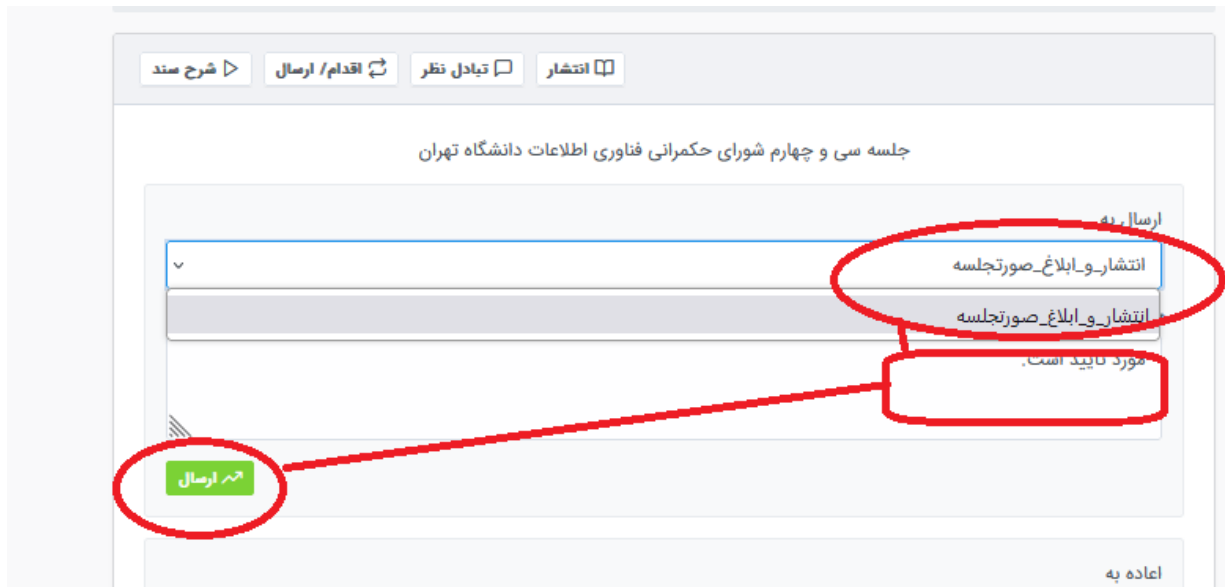 انتشار تبادل نظر اقدام/ ارسال شرح سند
جلسه سی و چهارم شورای حکمرانی فناوری اطلاعات دانشگاه تهران
ارسال به
انتشار_و_ابلاغ_صورتجلسه
انتشار_و_ابلاغ_صورتجلسه
مورد تایید است.
ارسال
اعاده به